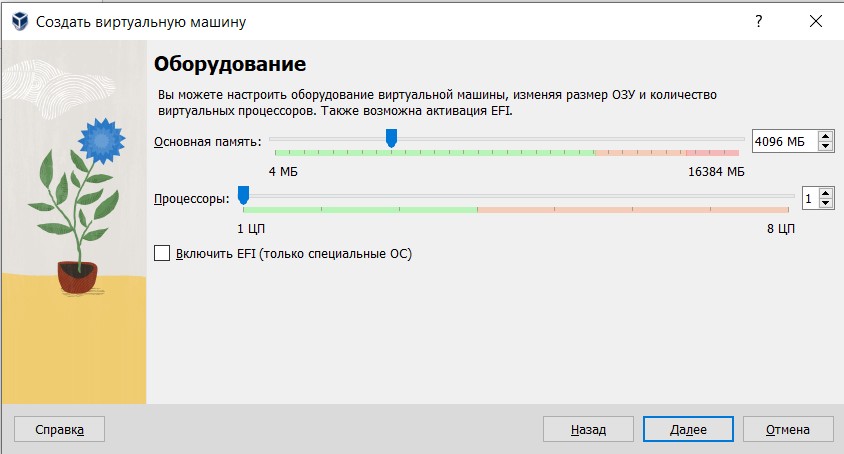 Создать виртуальную машину
?
Оборудование
Вы можете настроить оборудование виртуальной машины, изменяя размер ОЗУ и количество
виртуальных процессоров. Также возможна активация EFI.
Основная память:
4096 МБ
4 МБ
16384 МБ
Процессоры:
1
1 ЦП
8 ЦП
Включить EFI (только специальные ОС)
Справка
Назад
Далее
Отмена